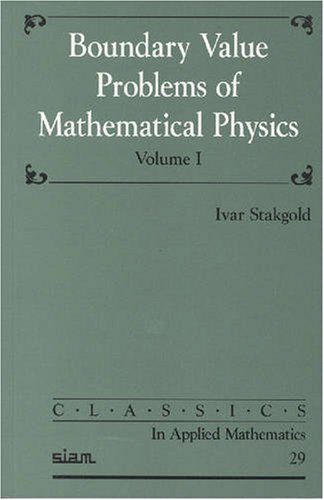 Boundary Value
Problems of
Mathematical Physics
Volume I
Ivar Stakgold
C·L·A·S·S·I·C·S
In Applied Mathematics
siam
29